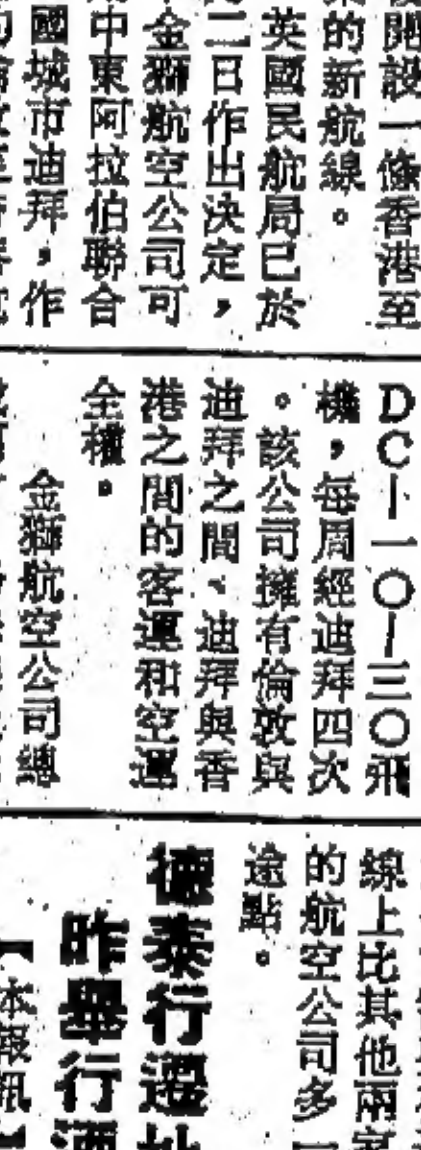 開設一條香港至
的新航線。
英國民航局已於
二日作出決定，
金獅航空公司可
中東阿拉伯聯合
國城市迪拜，作
DC－一〇－三〇飛
機，每周經迪拜四次
。該公司擁有倫敦與
迪拜之間、迪拜與香
港之間的客運和空運
全權。
金獅航空公司總
線上比其他兩家
的航空公司多一
途點。
德泰行遷址
昨舉行酒
【本報訊】